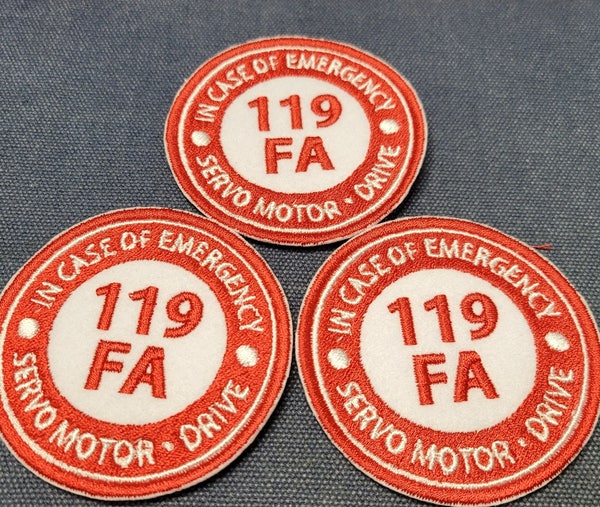 IN CASE OF EMERGENCY
119
FA
SERVO MOTOR · DRIVE
IN CASE OF EMERGENCY
119
FA
SERVO MOTOR · DRIVE
IN CASE OF EMERGENCY
119
FA
SERVO MOTOR · DRIVE